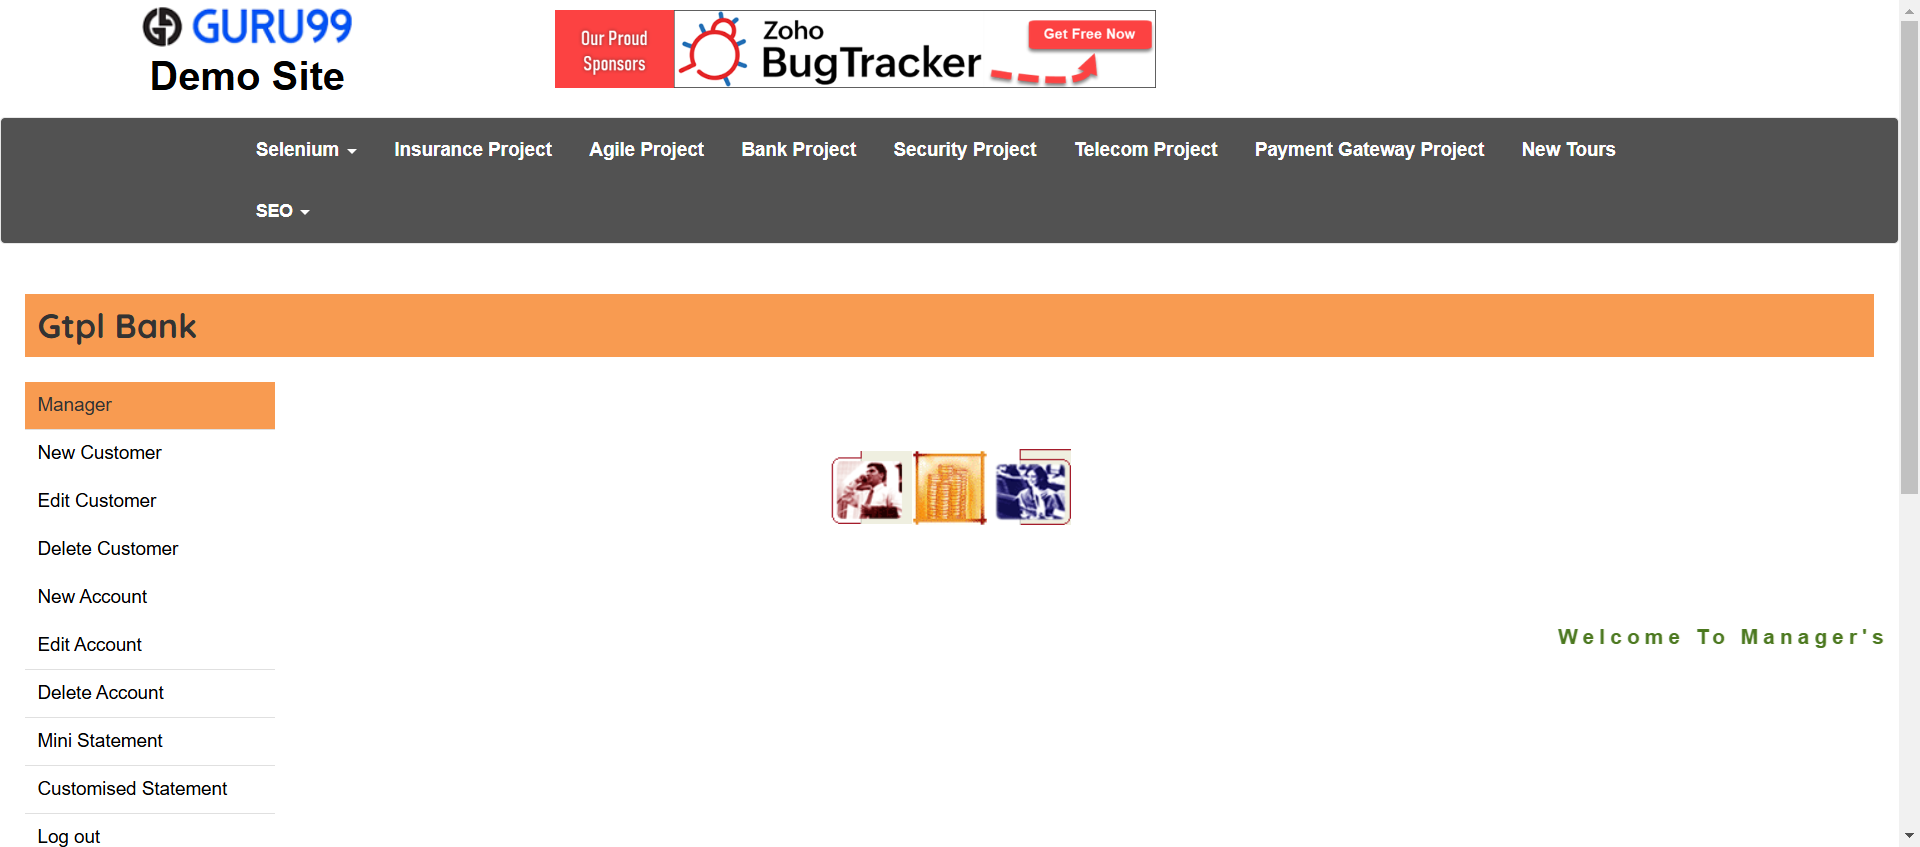 GURU99
Demo Site
Our Proud
Sponsors
Zoho
BugTracker
Get Free Now
Selenium
Insurance Project
Agile Project
Bank Project
Security Project
Telecom Project
Payment Gateway Project
New Tours
SEO
Gtpl Bank
Manager
New Customer
Edit Customer
Delete Customer
New Account
Edit Account
Welcome To Manager's
Delete Account
Mini Statement
Customised Statement
Log out